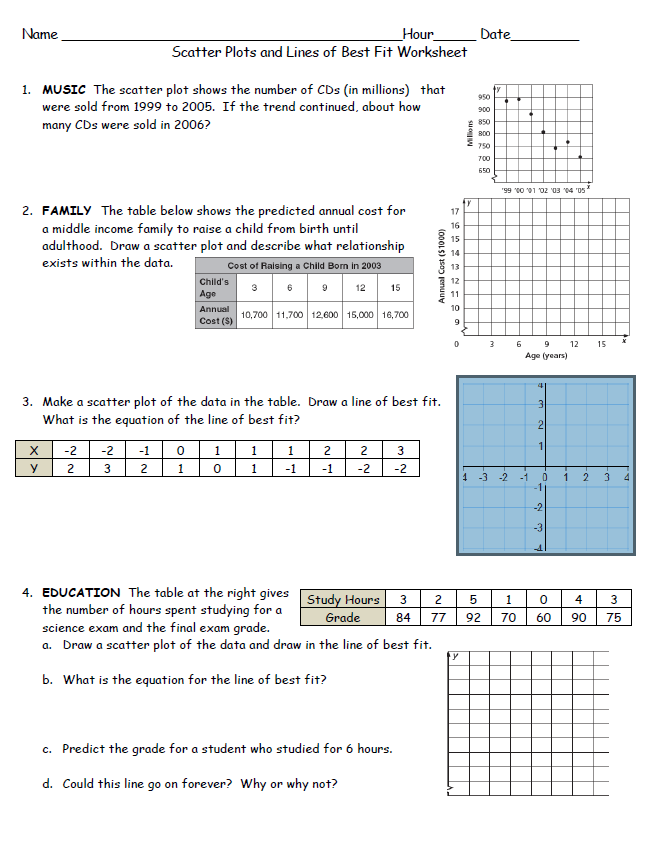 Name ________________ Hour_____ Date_________
Scatter Plots and Lines of Best Fit Worksheet
1. MUSIC The scatter plot shows the number of CDs (in millions) that
were sold from 1999 to 2005. If the trend continued, about how
many CDs were sold in 2006?
y
950
900
850
800
750
700
650
Millions
'99 '00 '01 '02 '03 '04 '05 x
2. FAMILY The table below shows the predicted annual cost for
a middle income family to raise a child from birth until
adulthood. Draw a scatter plot and describe what relationship
exists within the data.
Cost of Raising a Child Born in 2003
Child's Age 3 6 9 12 15
Annual Cost ($) 10,700 11,700 12,600 15,000 16,700
y
17
16
15
14
13
12
11
10
9
Annual Cost ($1000)
0 3 6 9 12 15 x
Age (years)
3. Make a scatter plot of the data in the table. Draw a line of best fit.
What is the equation of the line of best fit?
X -2 -2 -1 0 1 1 1 2 2 3
Y 2 3 2 1 0 1 -1 -1 -2 -2
4
3
2
1
4 -3 -2 -1 0 1 2 3 4
-1
-2
-3
-4
4. EDUCATION The table at the right gives
the number of hours spent studying for a
science exam and the final exam grade.
Study Hours 3 2 5 1 0 4 3
Grade 84 77 92 70 60 90 75
a. Draw a scatter plot of the data and draw in the line of best fit.
y
b. What is the equation for the line of best fit?
c. Predict the grade for a student who studied for 6 hours.
d. Could this line go on forever? Why or why not?